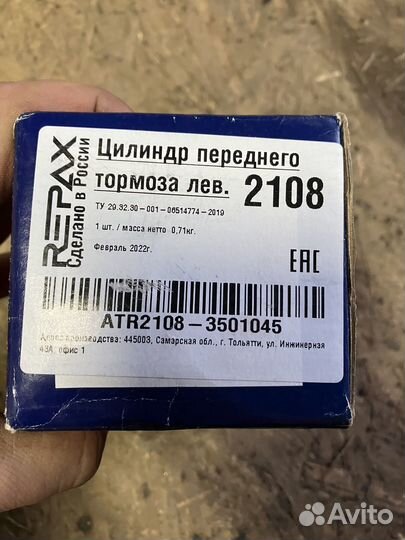 REPAX
Сделано в России
Цилиндр переднего
тормоза лев. 2108
ТУ 29.32.30-001-06514774-2019
1 шт. / масса нетто 0,71кг.
Февраль 2022г.
EAC
ATR2108-3501045
Адрес производства: 445003, Самарская обл., г. Тольятти, ул. Инженерная
43А, офис 1
Avito